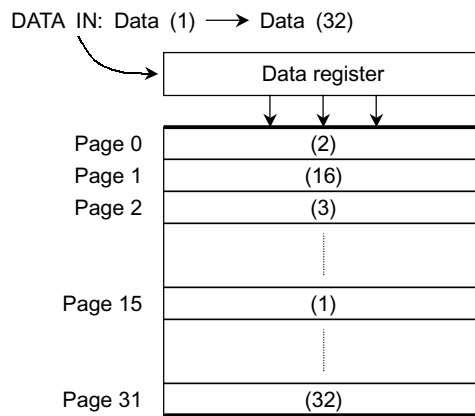 DATA IN: Data (1) ⟶ Data (32)
Data register
Page 0 (2)
Page 1 (16)
Page 2 (3)
Page 15 (1)
Page 31 (32)